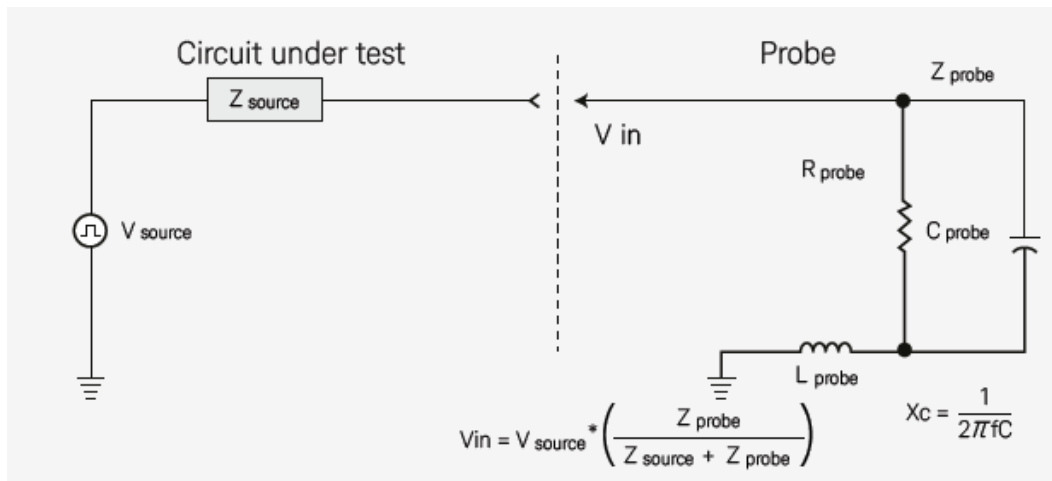 Circuit under test
Probe
Z probe
Z source
V in
R probe
V source
C probe
L probe
Xc = 1 / 2πfC
Vin = V source * ( Z probe / Z source + Z probe )